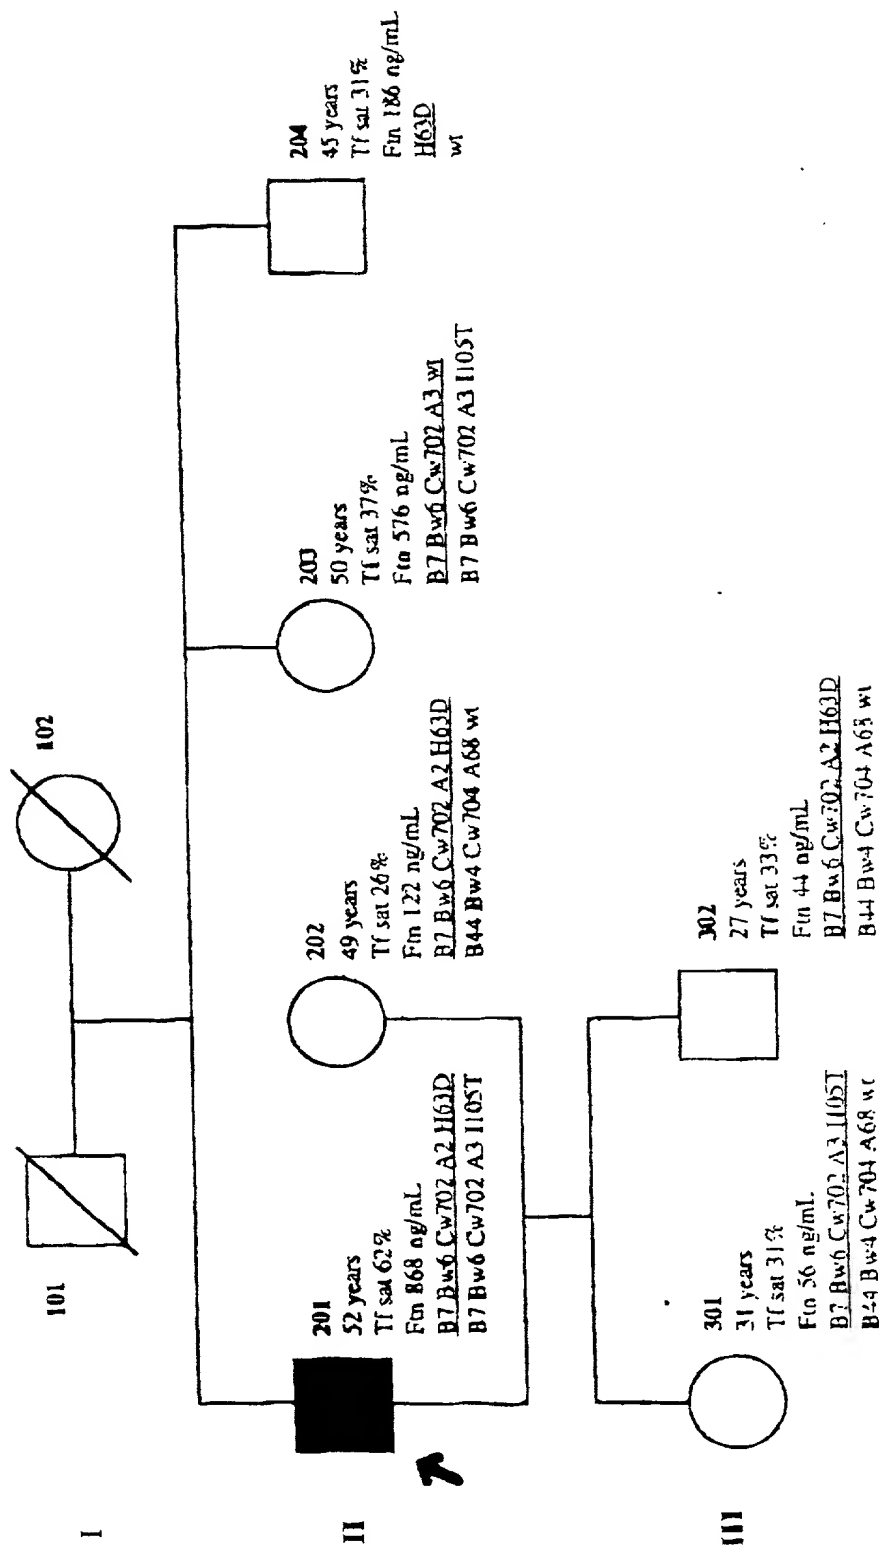 I
101
102
II
201
52 years
Tf sat 62%
Ftn 868 ng/mL
B7 Bw6 Cw702 A2 H63D
B7 Bw6 Cw702 A3 I105T
202
49 years
Tf sat 26%
Ftn 122 ng/mL
B7 Bw6 Cw702 A2 H63D
B44 Bw4 Cw704 A68 wt
203
50 years
Tf sat 37%
Ftn 576 ng/mL
B7 Bw6 Cw702 A3 wt
B7 Bw6 Cw702 A3 I105T
204
45 years
Tf sat 31%
Ftn 186 ng/mL
H63D
wt
III
301
31 years
Tf sat 31%
Ftn 56 ng/mL
B7 Bw6 Cw702 A3 I105T
B44 Bw4 Cw704 A68 wt
302
27 years
Tf sat 33%
Ftn 44 ng/mL
B7 Bw6 Cw702 A2 H63D
B44 Bw4 Cw704 A68 wt